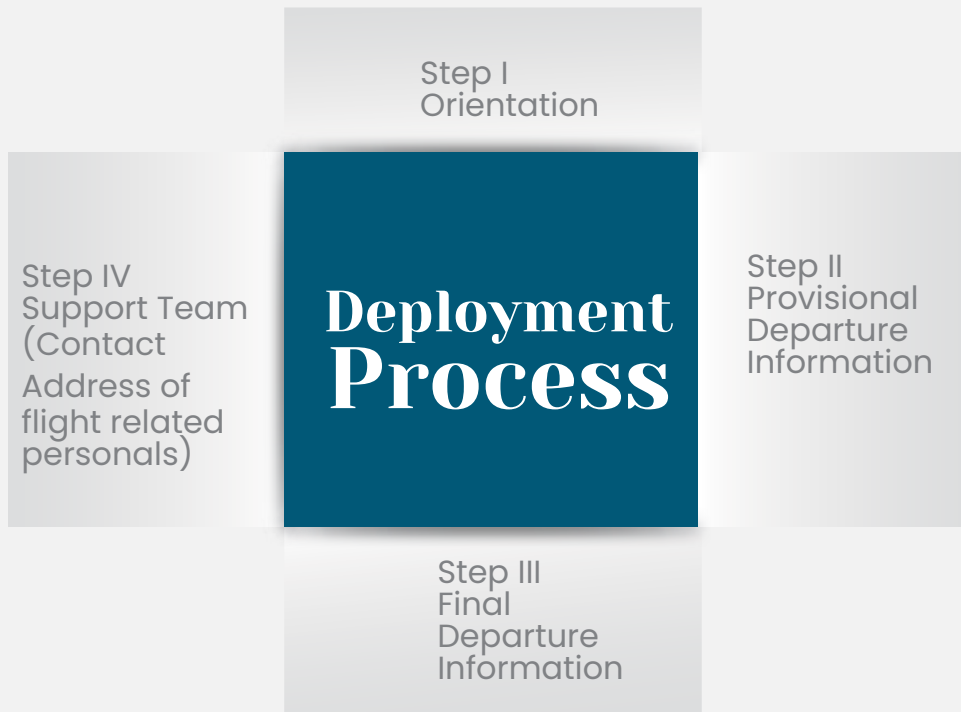 Step I
Orientation
Deployment
Process
Step II
Provisional
Departure
Information
Step III
Final
Departure
Information
Step IV
Support Team
(Contact
Address of
flight related
personals)